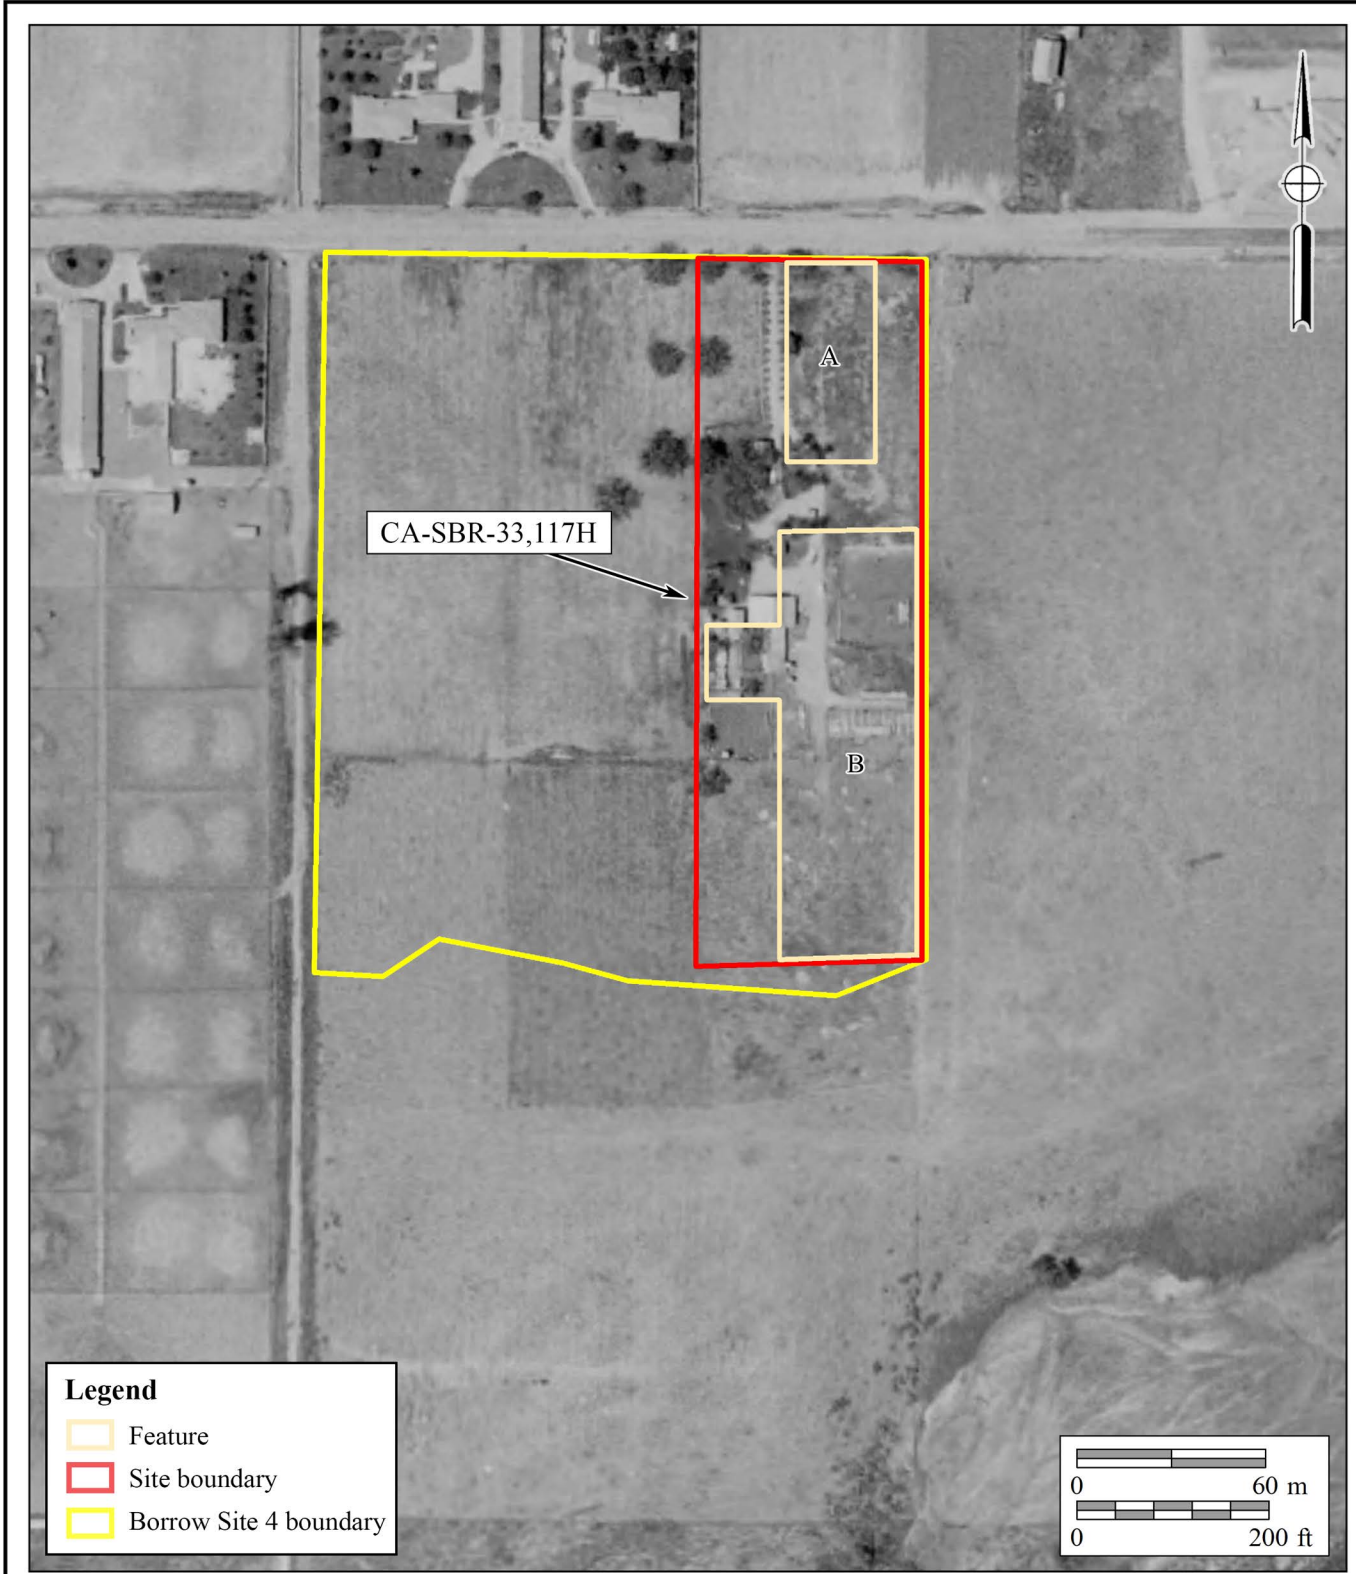 A
CA-SBR-33,117H
B
Legend
Feature
Site boundary
Borrow Site 4 boundary
0 60 m
0 200 ft